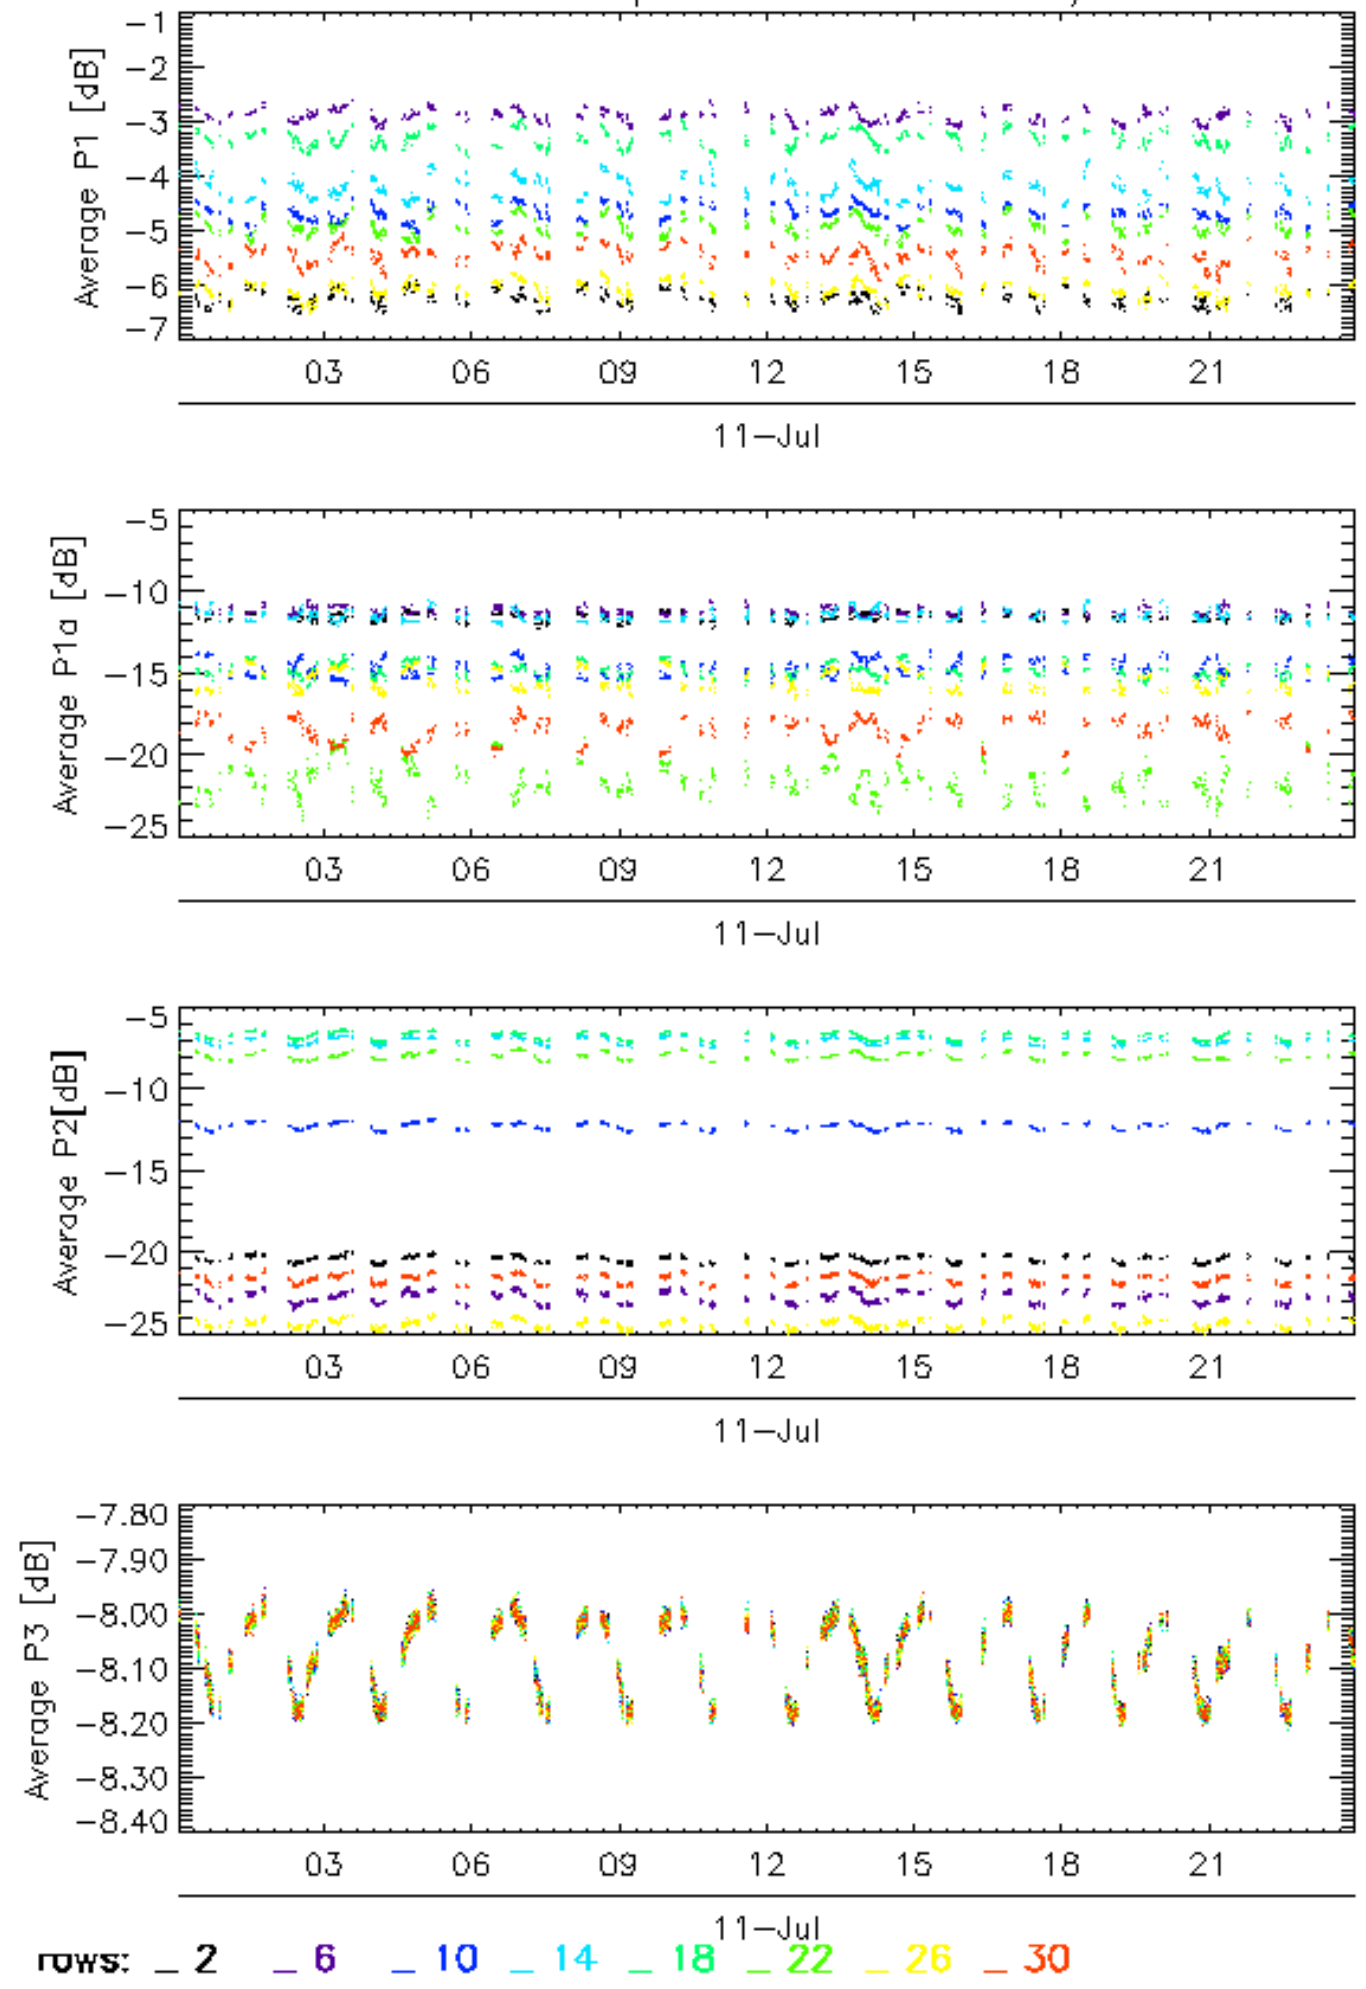 Average P1 [dB]
−1
−2
−3
−4
−5
−6
−7
03 06 09 12 15 18 21
11−Jul
Average P1a [dB]
−5
−10
−15
−20
−25
03 06 09 12 15 18 21
11−Jul
Average P2[dB]
−5
−10
−15
−20
−25
03 06 09 12 15 18 21
11−Jul
Average P3 [dB]
−7.80
−7.90
−8.00
−8.10
−8.20
−8.30
−8.40
03 06 09 12 15 18 21
11−Jul
rows: _ 2 _ 6 _ 10 _ 14 _ 18 _ 22 _ 26 _ 30